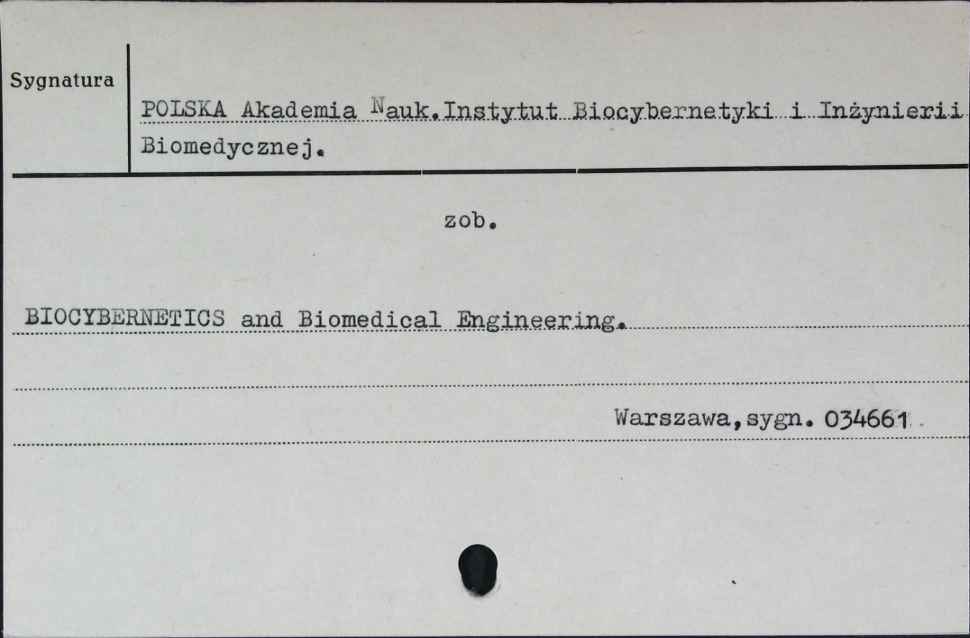 Sygnatura
POLSKA Akademia Nauk.Instytut Biocybernetyki i Inżynierii
Biomedycznej.
zob.
BIOCYBERNETICS and Biomedical Engineering.
Warszawa,sygn. 034661